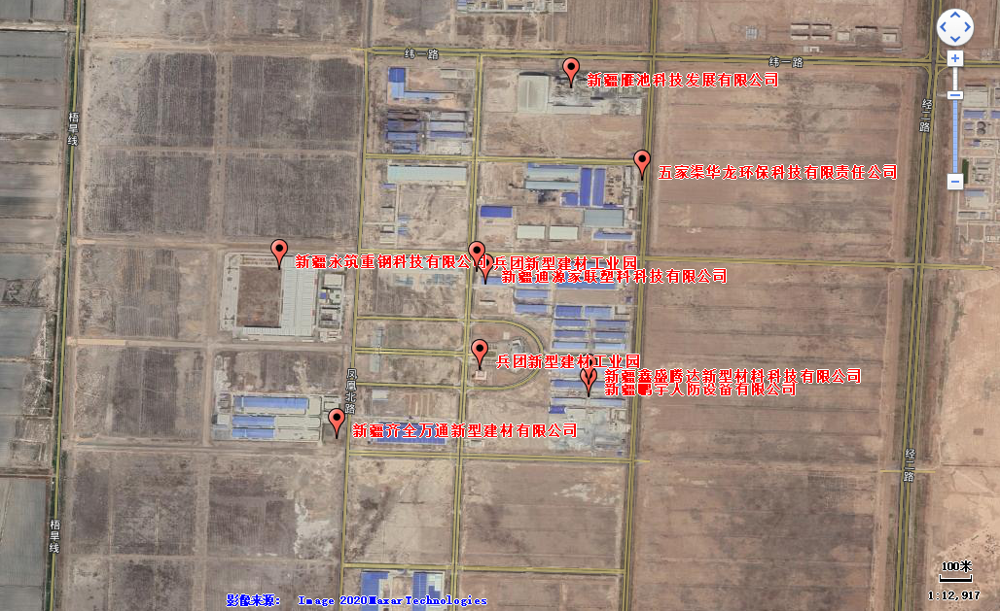 纬一路
纬一路
新疆雁池科技发展有限公司
经二路
梧旱线
五家渠华龙环保科技有限责任公司
新疆永筑重钢科技有限公司
兵团新型建材工业园
新疆迪源家联塑料科技有限公司
兵团新型建材工业园
凤凰北路
新疆鑫盛腾达新型材料科技有限公司
新疆鹏宇人防设备有限公司
新疆齐全万通新型建材有限公司
经二路
梧旱线
100米
1:12,917
影像来源: Image 2020 Maxar Technologies